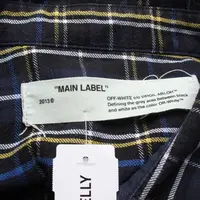 "MAIN LABEL"
2013®
OFF-WHITE c/o VIRGIL ABLOH™
Defining the grey area between black
and white as the color OFF-WHITE™
ELLY